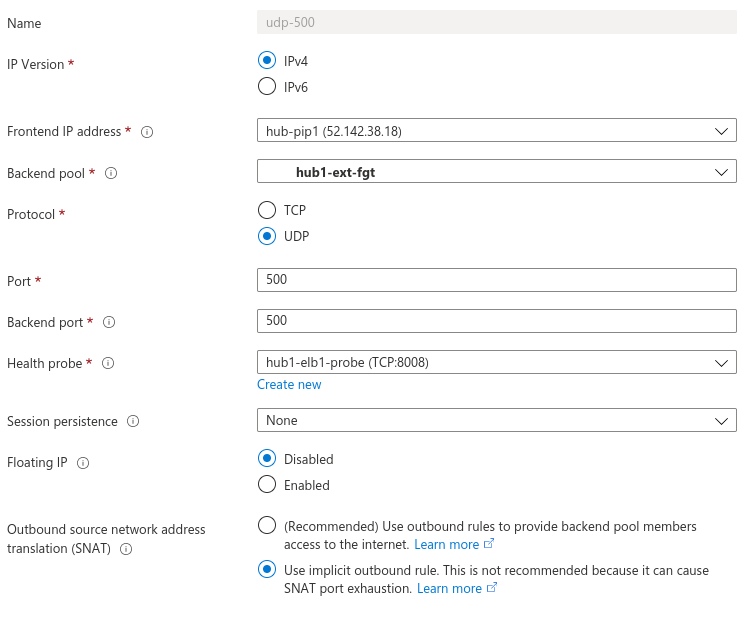 Name
udp-500
IP Version *
IPv4
IPv6
Frontend IP address *
hub-pip1 (52.142.38.18)
Backend pool *
hub1-ext-fgt
Protocol *
TCP
UDP
Port *
500
Backend port *
500
Health probe *
hub1-elb1-probe (TCP:8008)
Create new
Session persistence
None
Floating IP
Disabled
Enabled
Outbound source network address
translation (SNAT)
(Recommended) Use outbound rules to provide backend pool members
access to the internet. Learn more
Use implicit outbound rule. This is not recommended because it can cause
SNAT port exhaustion. Learn more